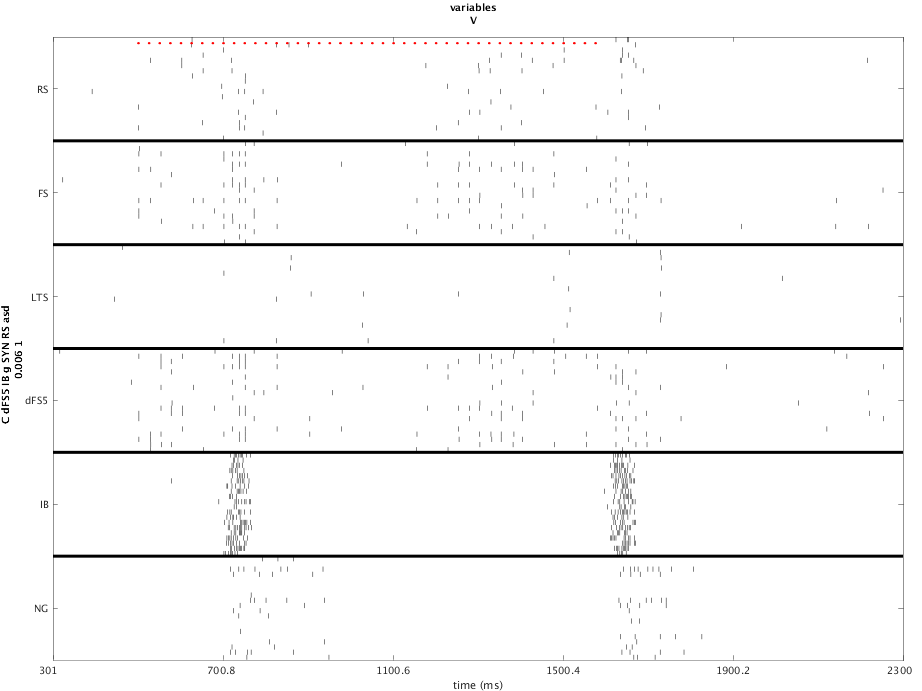 variables
V
RS
FS
LTS
dFS5
IB
NG
C dFS5 IB g SYN RS asd
0.006 1
301
700.8
1100.6
1500.4
1900.2
2300
time (ms)